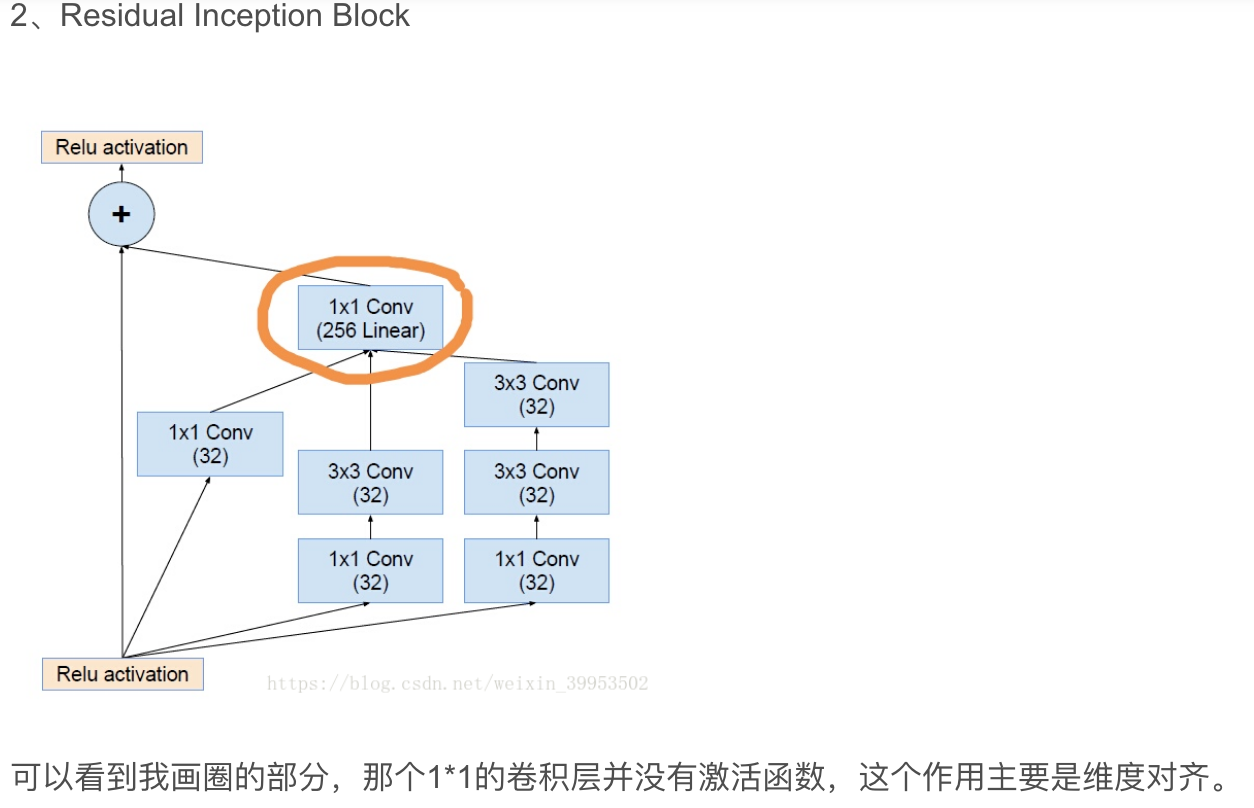 2、Residual Inception Block
Relu activation
+
1x1 Conv
(256 Linear)
3x3 Conv
(32)
1x1 Conv
(32)
3x3 Conv
(32)
3x3 Conv
(32)
1x1 Conv
(32)
1x1 Conv
(32)
Relu activation
https://blog.csdn.net/weixin_39953502
可以看到我画圈的部分，那个1*1的卷积层并没有激活函数，这个作用主要是维度对齐。